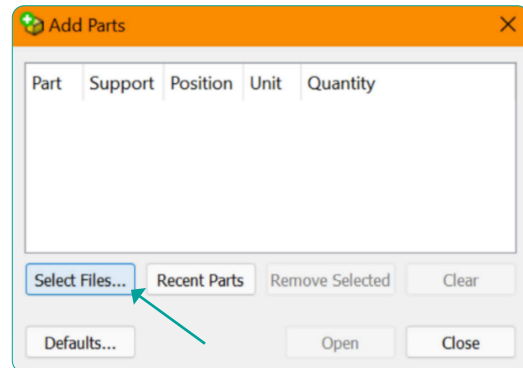 Add Parts
Part Support Position Unit Quantity
Select Files... Recent Parts Remove Selected Clear
Defaults... Open Close